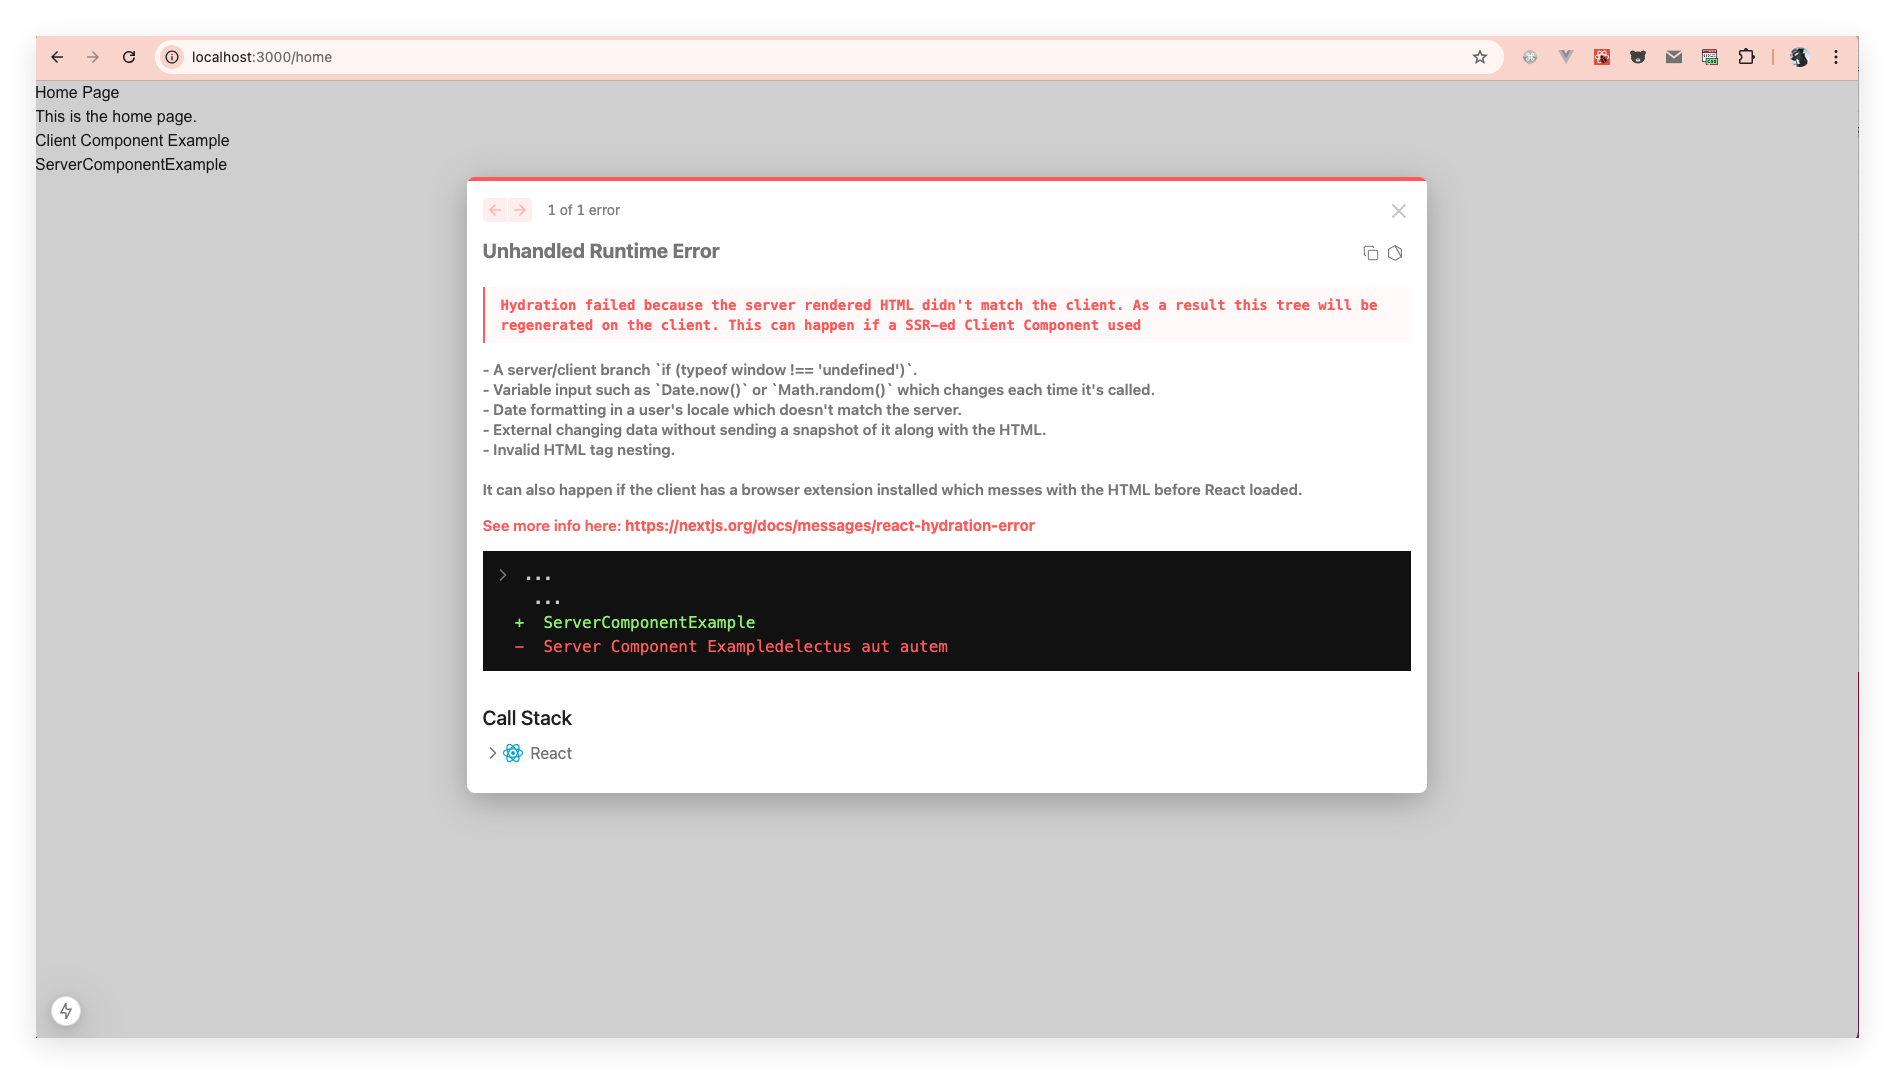 localhost:3000/home
Home Page
This is the home page.
Client Component Example
ServerComponentExample
1 of 1 error
Unhandled Runtime Error
Hydration failed because the server rendered HTML didn't match the client. As a result this tree will be
regenerated on the client. This can happen if a SSR-ed Client Component used
- A server/client branch `if (typeof window !== 'undefined')`.
- Variable input such as `Date.now()` or `Math.random()` which changes each time it's called.
- Date formatting in a user's locale which doesn't match the server.
- External changing data without sending a snapshot of it along with the HTML.
- Invalid HTML tag nesting.
It can also happen if the client has a browser extension installed which messes with the HTML before React loaded.
See more info here: https://nextjs.org/docs/messages/react-hydration-error
...
...
+ ServerComponentExample
- Server Component Exampledelectus aut autem
Call Stack
React